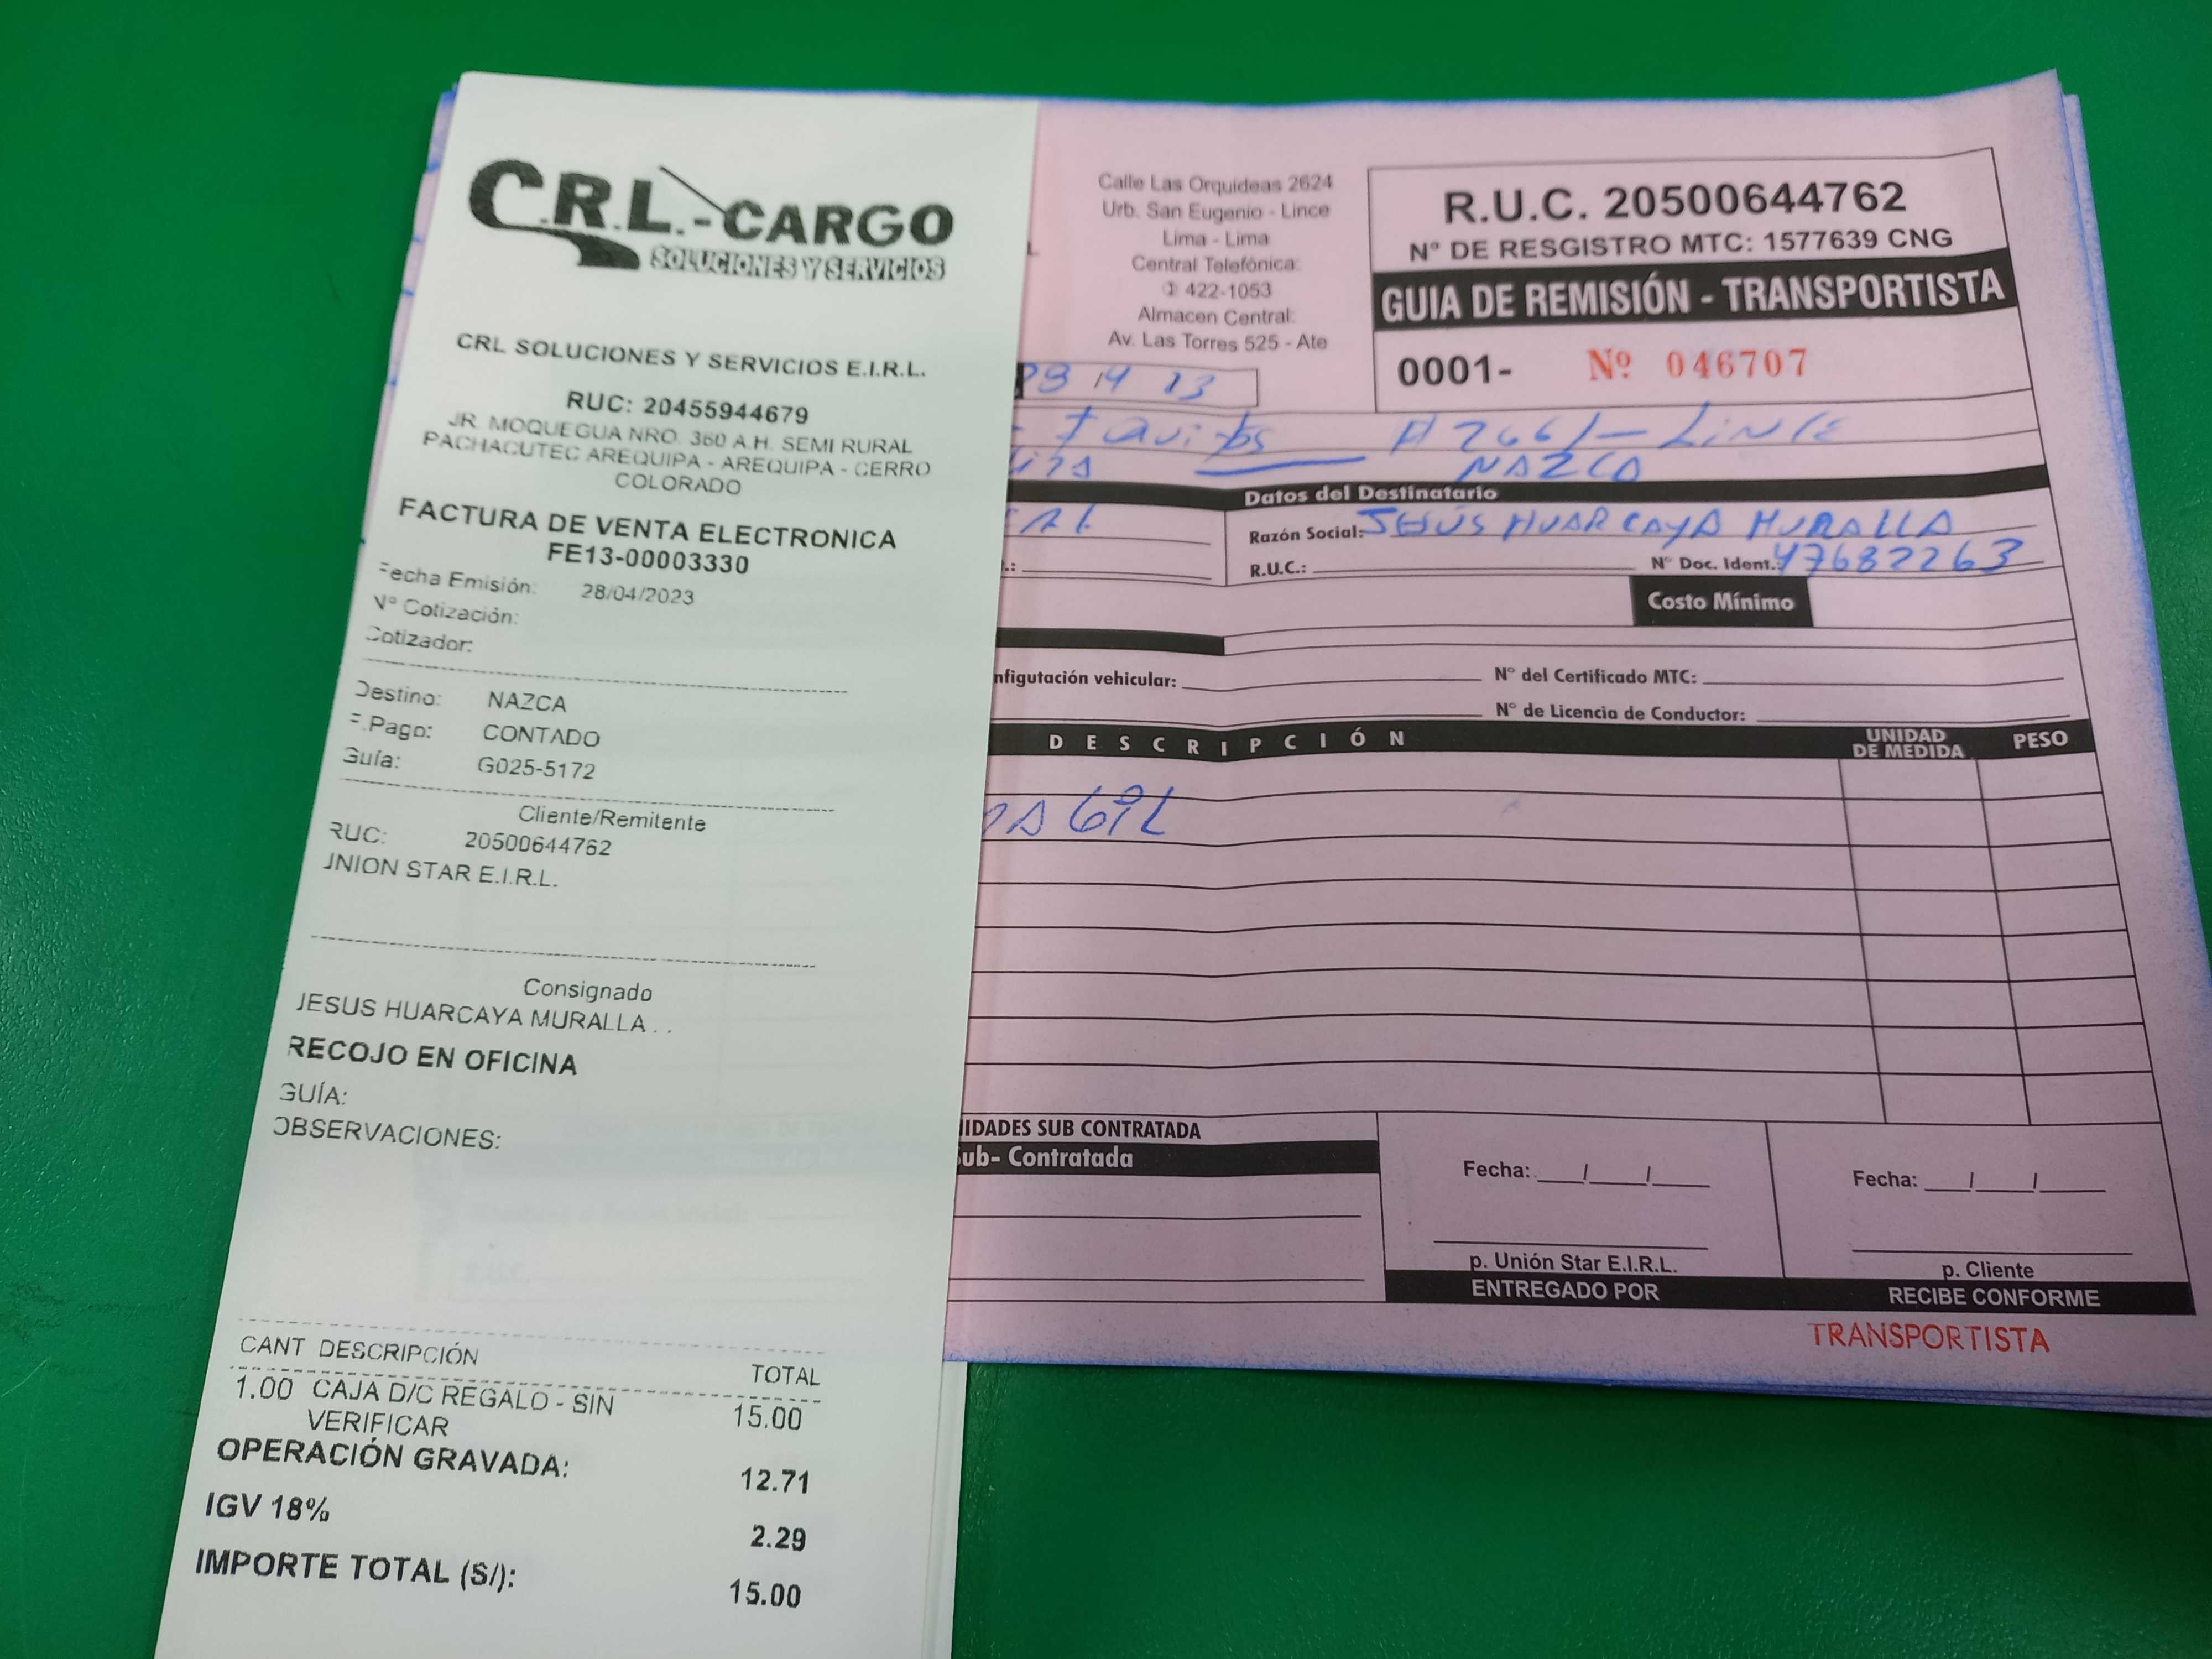 C.R.L.-CARGO
SOLUCIONES Y SERVICIOS
CRL SOLUCIONES Y SERVICIOS E.I.R.L.
RUC: 20455944679
JR. MOQUEGUA NRO. 360 A.H. SEMI RURAL
PACHACUTEC AREQUIPA - AREQUIPA - CERRO
COLORADO
FACTURA DE VENTA ELECTRONICA
FE13-00003330
Fecha Emisión: 28/04/2023
Nº Cotización:
Cotizador:
Destino: NAZCA
F.Pago: CONTADO
Guía: G025-5172
Cliente/Remitente
RUC: 20500644762
UNION STAR E.I.R.L.
Consignado
JESUS HUARCAYA MURALLA . .
RECOJO EN OFICINA
GUÍA:
OBSERVACIONES:
CANT DESCRIPCIÓN TOTAL
1.00 CAJA D/C REGALO - SIN 15.00
VERIFICAR
OPERACIÓN GRAVADA: 12.71
IGV 18% 2.29
IMPORTE TOTAL (S/): 15.00
Calle Las Orquideas 2624
Urb. San Eugenio - Lince
Lima - Lima
Central Telefónica:
422-1053
Almacen Central:
Av. Las Torres 525 - Ate
R.U.C. 20500644762
Nº DE RESGISTRO MTC: 1577639 CNG
GUIA DE REMISIÓN - TRANSPORTISTA
0001- Nº 046707
2661 - LINCE
NAZCA
Datos del Destinatario
Razón Social: JESÚS HUARCAYA MURALLA
R.U.C.: Nº Doc. Ident.: 47682263
Costo Mínimo
nfigutación vehicular: Nº del Certificado MTC:
Nº de Licencia de Conductor:
DESCRIPCIÓN UNIDAD DE MEDIDA PESO
IDADES SUB CONTRATADA
ub- Contratada
Fecha: / / Fecha: / /
p. Unión Star E.I.R.L. p. Cliente
ENTREGADO POR RECIBE CONFORME
TRANSPORTISTA